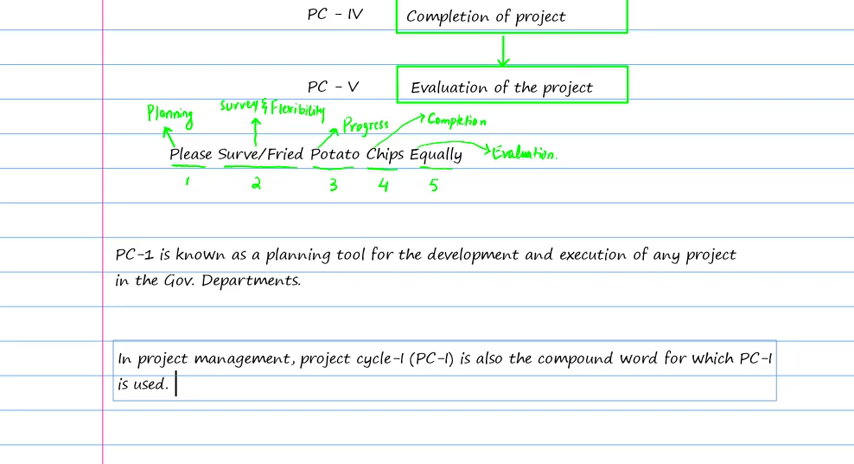 PC - IV Completion of project
PC - V Evaluation of the project
Planning Survey & Flexibility Progress Completion
Please Surve/Fried Potato Chips Equally Evaluation.
1 2 3 4 5
PC-1 is known as a planning tool for the development and execution of any project
in the Gov. Departments.
In project management, project cycle-I (PC-I) is also the compound word for which PC-I
is used.